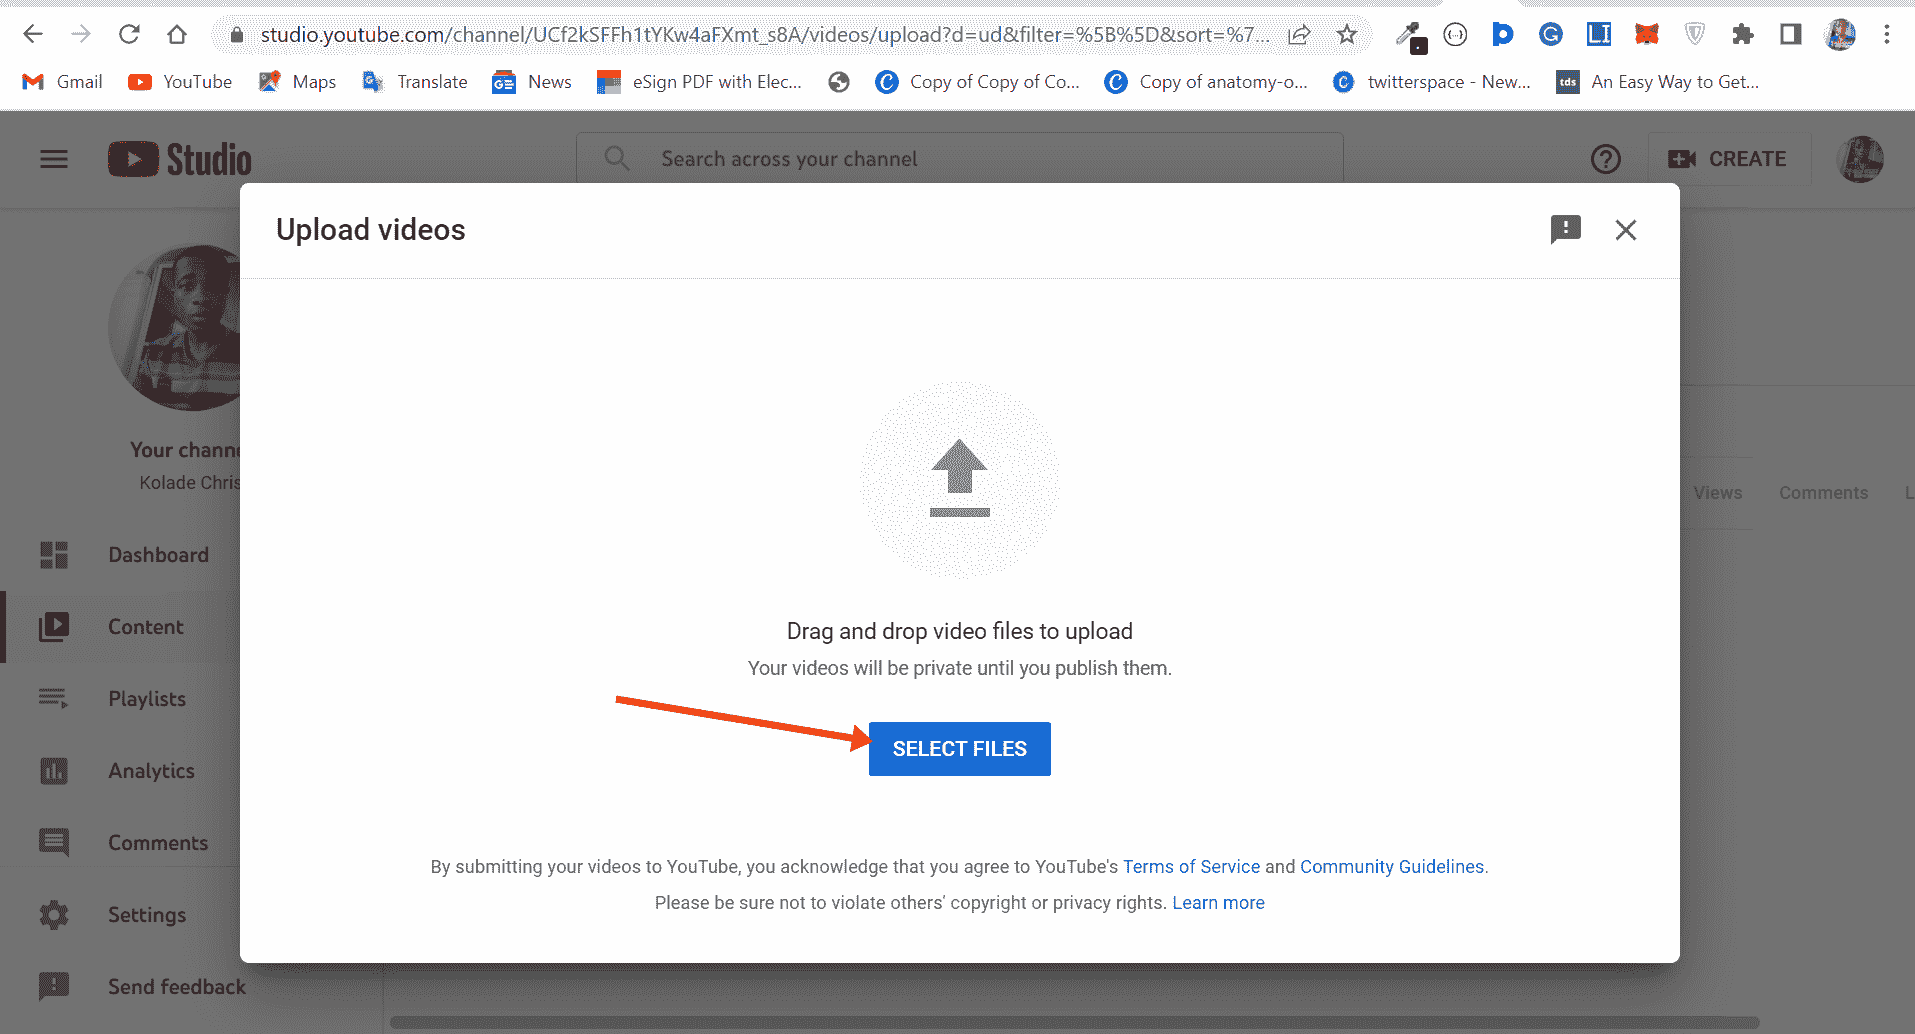 studio.youtube.com/channel/UCf2kSFFh1tYKw4aFXmt_s8A/videos/upload?d=ud&filter=%5B%5D&sort=%7...
Gmail YouTube Maps Translate News eSign PDF with Elec... Copy of Copy of Co... Copy of anatomy-o... twitterspace - New... tds An Easy Way to Get...
Studio Search across your channel CREATE
Upload videos
Your channe
Kolade Chris
Views Comments L
Dashboard
Content
Playlists
Analytics
Comments
Settings
Send feedback
Drag and drop video files to upload
Your videos will be private until you publish them.
SELECT FILES
By submitting your videos to YouTube, you acknowledge that you agree to YouTube's Terms of Service and Community Guidelines.
Please be sure not to violate others' copyright or privacy rights. Learn more